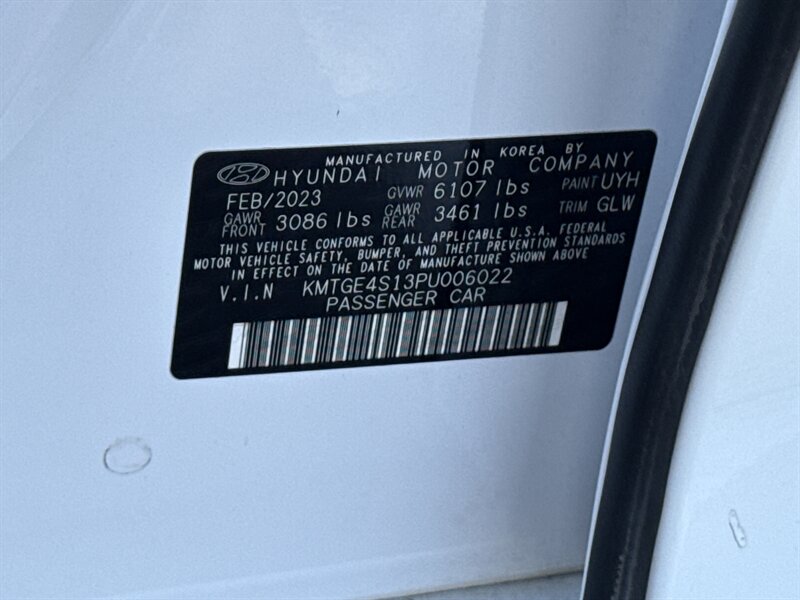 MANUFACTURED IN KOREA BY
HYUNDAI MOTOR COMPANY
FEB/2023 GVWR 6107 lbs PAINT UYH
GAWR FRONT 3086 lbs GAWR REAR 3461 lbs TRIM GLW
THIS VEHICLE CONFORMS TO ALL APPLICABLE U.S.A. FEDERAL
MOTOR VEHICLE SAFETY, BUMPER, AND THEFT PREVENTION STANDARDS
IN EFFECT ON THE DATE OF MANUFACTURE SHOWN ABOVE
V.I.N KMTGE4S13PU006022
PASSENGER CAR